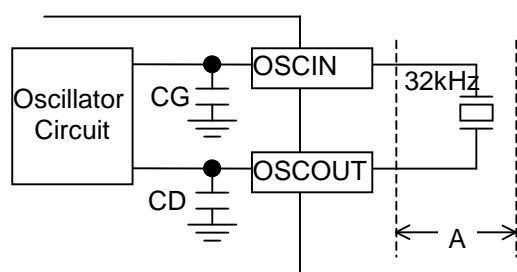 OSCIN
32kHz
Oscillator
Circuit
CG
OSCOUT
CD
A